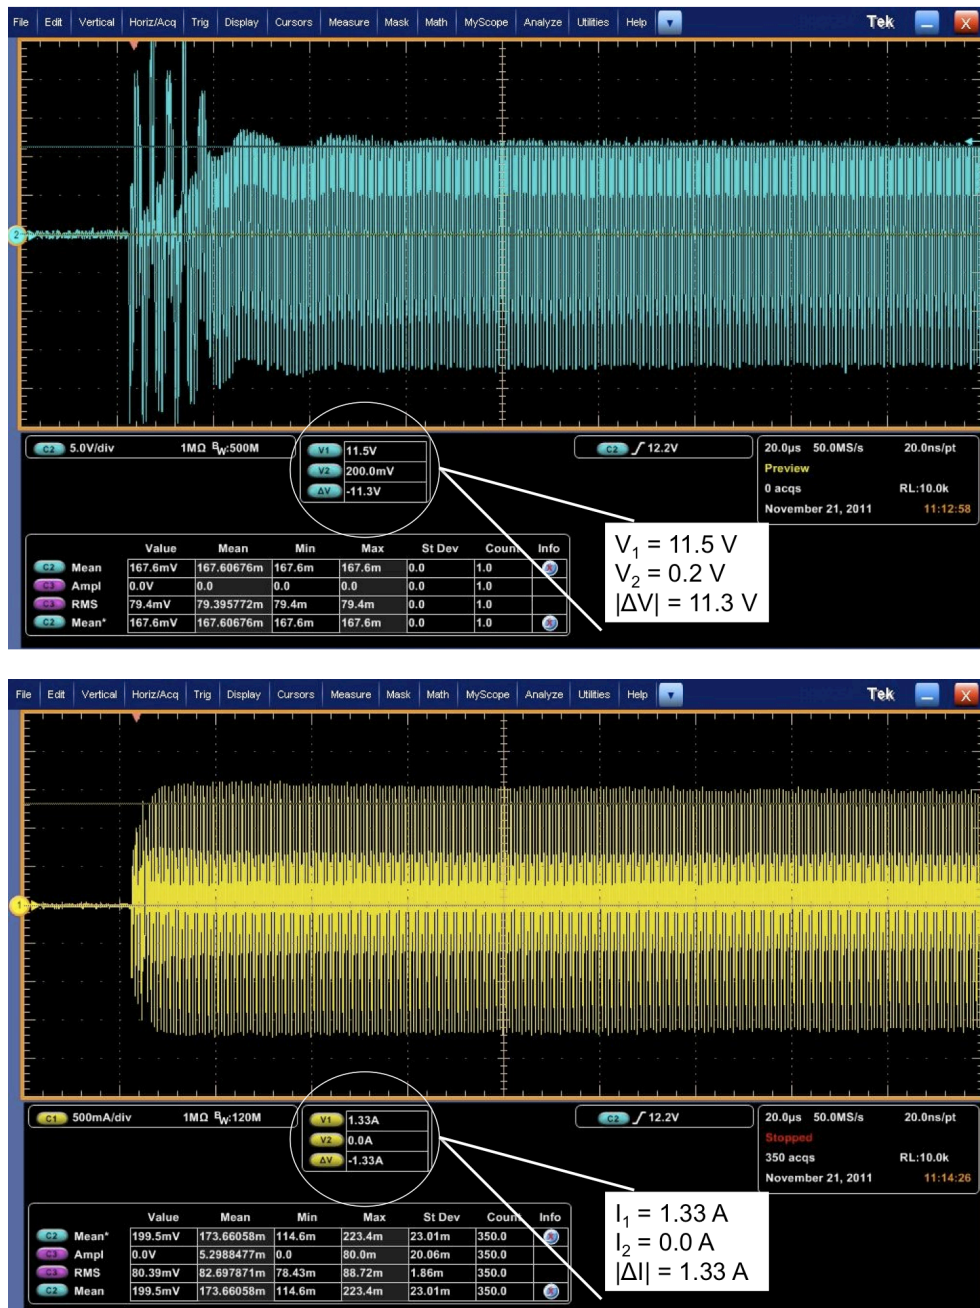 File Edit Vertical Horiz/Acq Trig Display Cursors Measure Mask Math MyScope Analyze Utilities Help Tek X
2
C2 5.0V/div 1MΩ BW:500M
V1 11.5V
V2 200.0mV
ΔV -11.3V
C2 12.2V
20.0μs 50.0MS/s 20.0ns/pt
Preview
0 acqs RL:10.0k
November 21, 2011 11:12:58
Value Mean Min Max St Dev Count Info
C2 Mean 167.6mV 167.60676m 167.6m 167.6m 0.0 1.0
C3 Ampl 0.0V 0.0 0.0 0.0 0.0 1.0
C3 RMS 79.4mV 79.395772m 79.4m 79.4m 0.0 1.0
C2 Mean* 167.6mV 167.60676m 167.6m 167.6m 0.0 1.0
V1 = 11.5 V
V2 = 0.2 V
|ΔV| = 11.3 V
File Edit Vertical Horiz/Acq Trig Display Cursors Measure Mask Math MyScope Analyze Utilities Help Tek X
1
C1 500mA/div 1MΩ BW:120M
V1 1.33A
V2 0.0A
ΔV -1.33A
C2 12.2V
20.0μs 50.0MS/s 20.0ns/pt
Stopped
350 acqs RL:10.0k
November 21, 2011 11:14:26
Value Mean Min Max St Dev Count Info
C2 Mean* 199.5mV 173.66058m 114.6m 223.4m 23.01m 350.0
C3 Ampl 0.0V 5.2988477m 0.0 80.0m 20.06m 350.0
C3 RMS 80.39mV 82.697871m 78.43m 88.72m 1.86m 350.0
C2 Mean 199.5mV 173.66058m 114.6m 223.4m 23.01m 350.0
I1 = 1.33 A
I2 = 0.0 A
|ΔI| = 1.33 A